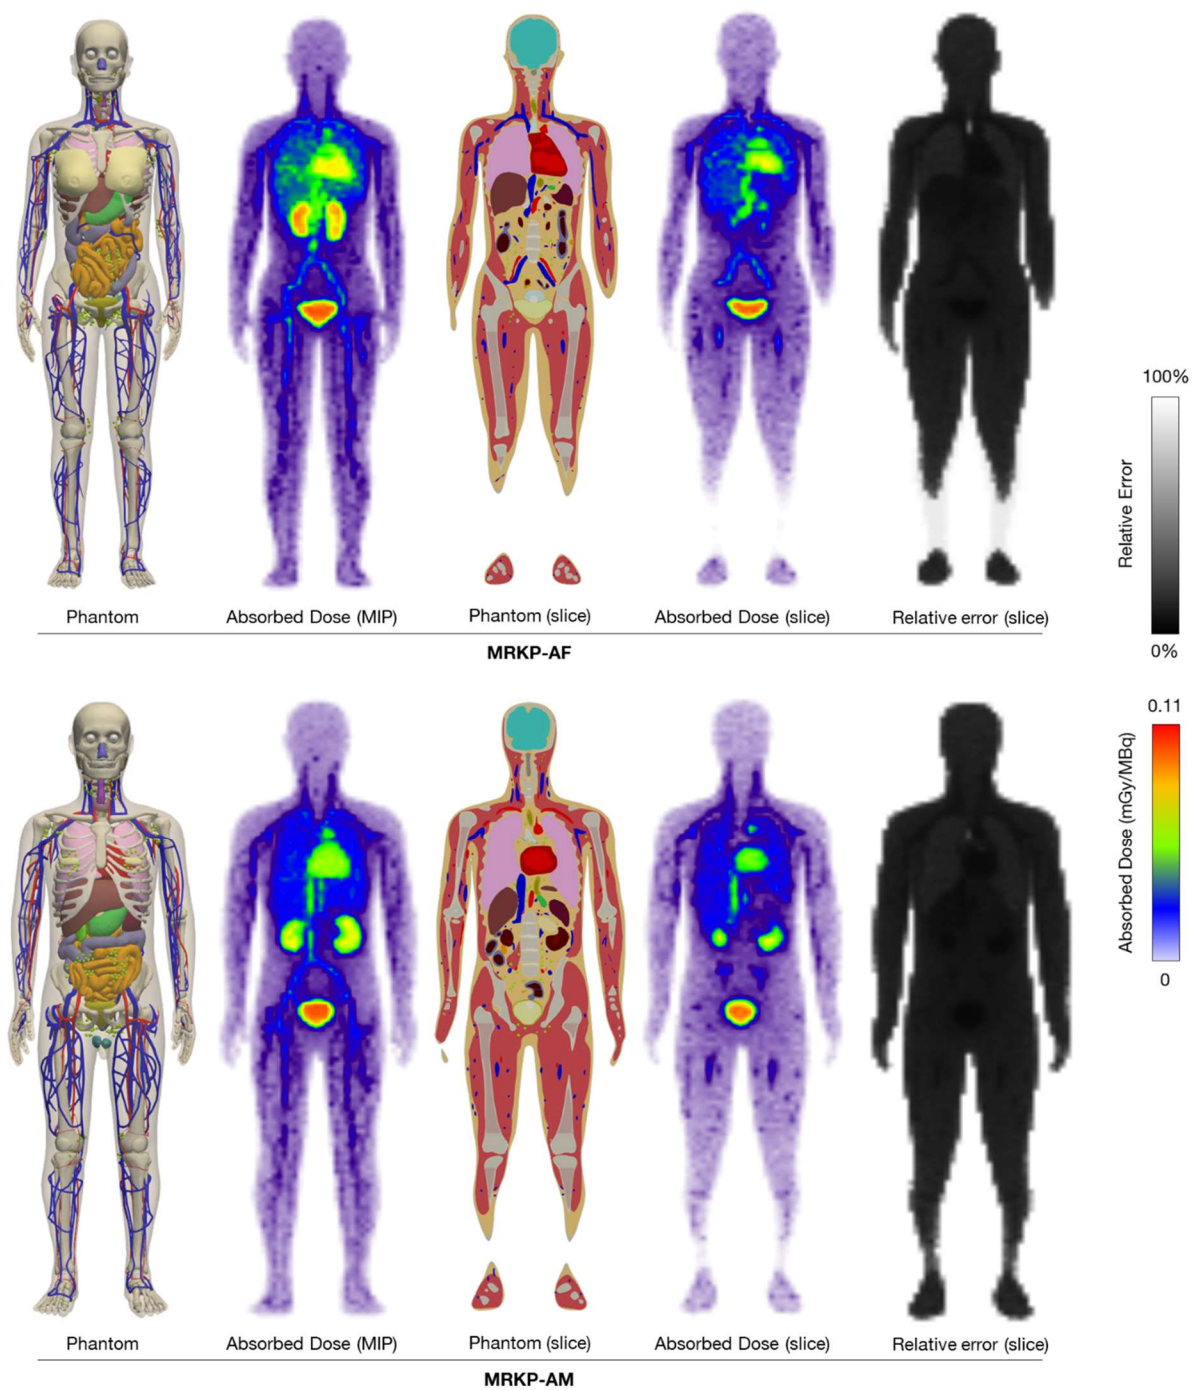 100%
Relative Error
0%
Phantom
Absorbed Dose (MIP)
Phantom (slice)
Absorbed Dose (slice)
Relative error (slice)
MRKP-AF
0.11
Absorbed Dose (mGy/MBq)
0
Phantom
Absorbed Dose (MIP)
Phantom (slice)
Absorbed Dose (slice)
Relative error (slice)
MRKP-AM